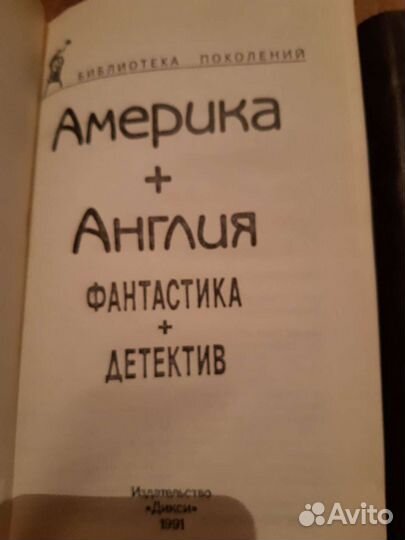 БИБЛИОТЕКА ПОКОЛЕНИЙ
Америка
+
Англия
ФАНТАСТИКА
+
ДЕТЕКТИВ
Издательство
«Дикси»
1991
Avito